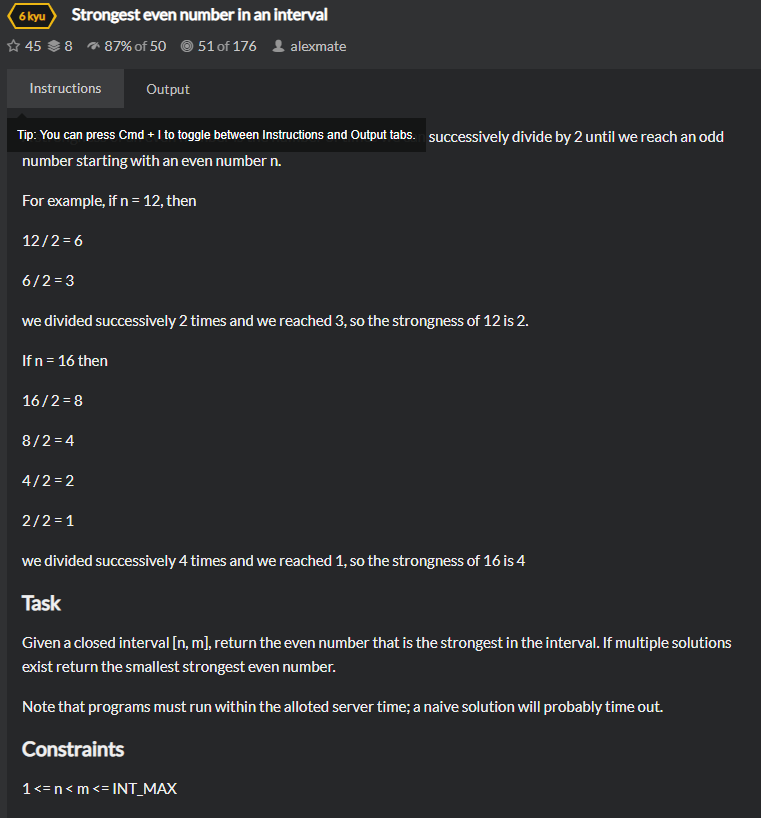 6 kyu Strongest even number in an interval
45 8 87% of 50 51 of 176 alexmate
Instructions Output
Tip: You can press Cmd + I to toggle between Instructions and Output tabs. successively divide by 2 until we reach an odd
number starting with an even number n.
For example, if n = 12, then
12 / 2 = 6
6 / 2 = 3
we divided successively 2 times and we reached 3, so the strongness of 12 is 2.
If n = 16 then
16 / 2 = 8
8 / 2 = 4
4 / 2 = 2
2 / 2 = 1
we divided successively 4 times and we reached 1, so the strongness of 16 is 4
Task
Given a closed interval [n, m], return the even number that is the strongest in the interval. If multiple solutions
exist return the smallest strongest even number.
Note that programs must run within the alloted server time; a naive solution will probably time out.
Constraints
1 <= n < m <= INT_MAX